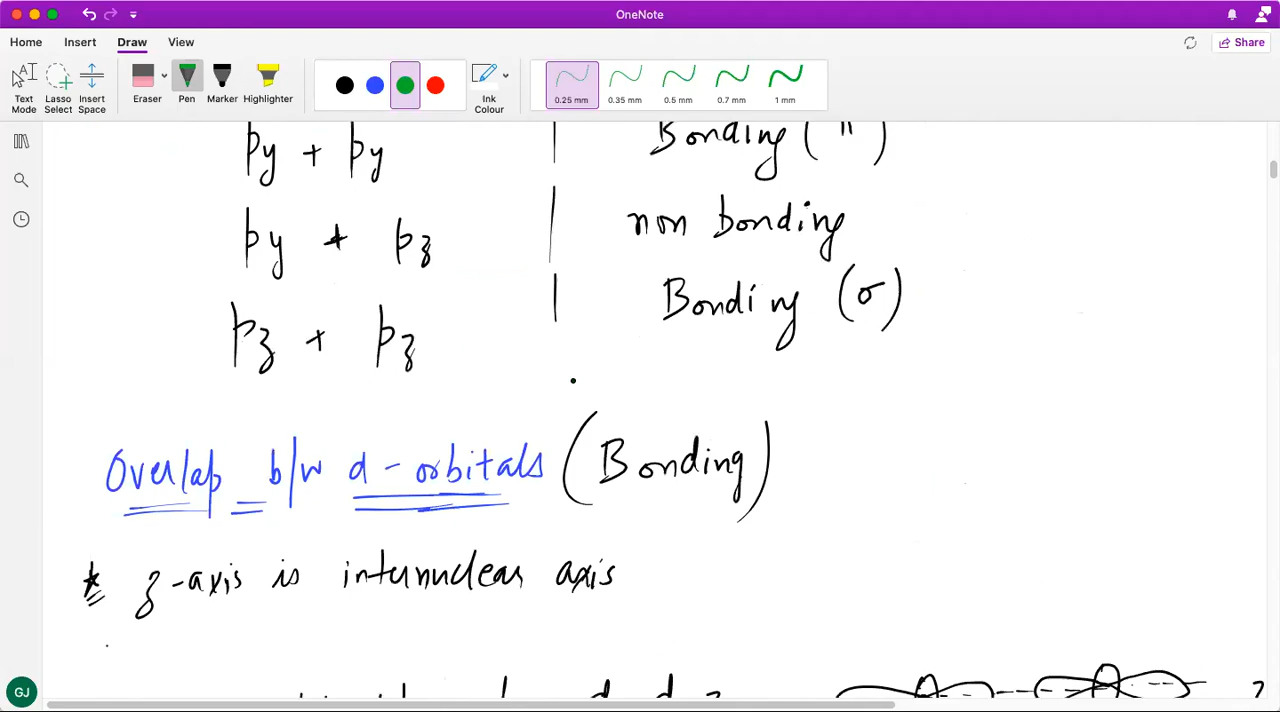 OneNote
Home Insert Draw View
Share
Text Mode
Lasso Select
Insert Space
Eraser
Pen
Marker
Highlighter
Ink Colour
0.25 mm
0.35 mm
0.5 mm
0.7 mm
1 mm
py + py | Bonding (π)
py + pz | non bonding
pz + pz | Bonding (σ)
Overlap b/w d-orbitals (Bonding)
* z-axis is internuclear axis
GJ